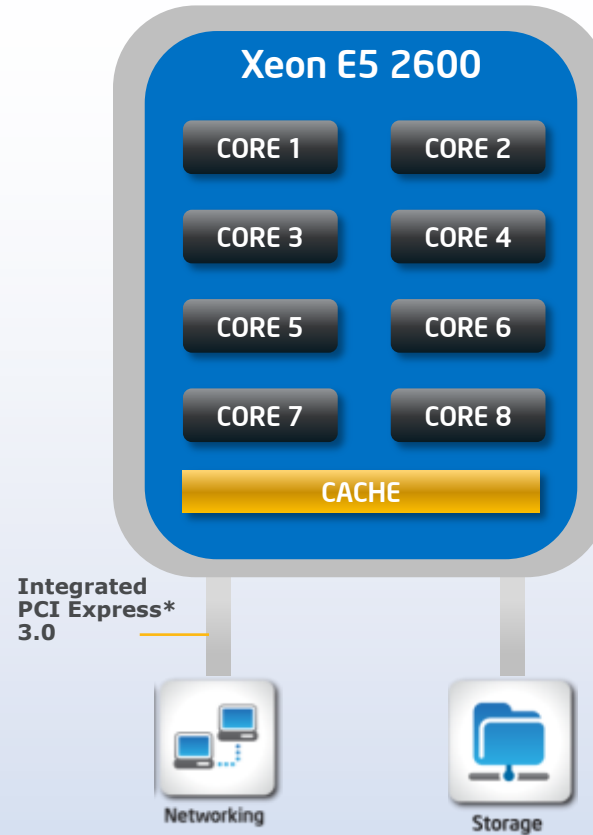 Xeon E5 2600
CORE 1
CORE 2
CORE 3
CORE 4
CORE 5
CORE 6
CORE 7
CORE 8
CACHE
Integrated
PCI Express*
3.0
Networking
Storage